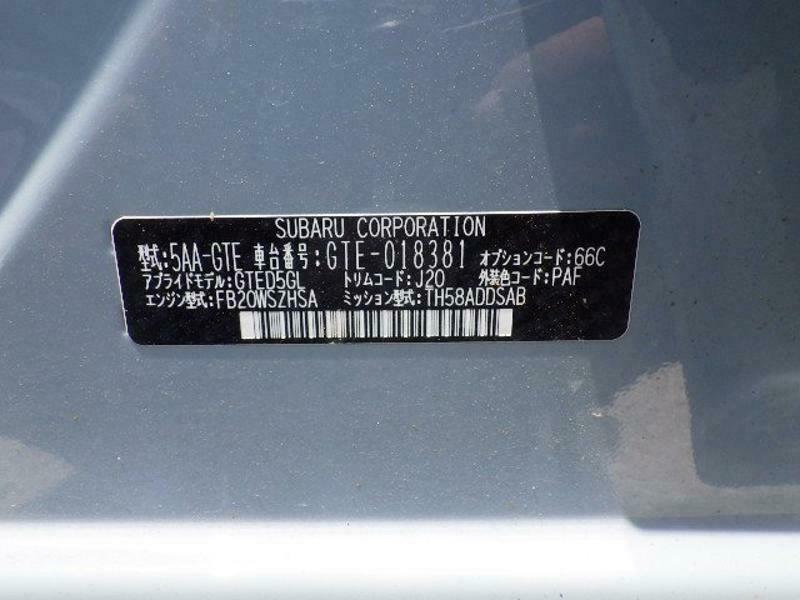 SUBARU CORPORATION
型式:5AA-GTE 車台番号:GTE-018381 オプションコード:66C
アプライドモデル:GTED5GL トリムコード:J20 外装色コード:PAF
エンジン型式:FB20WSZHSA ミッション型式:TH58ADDSAB